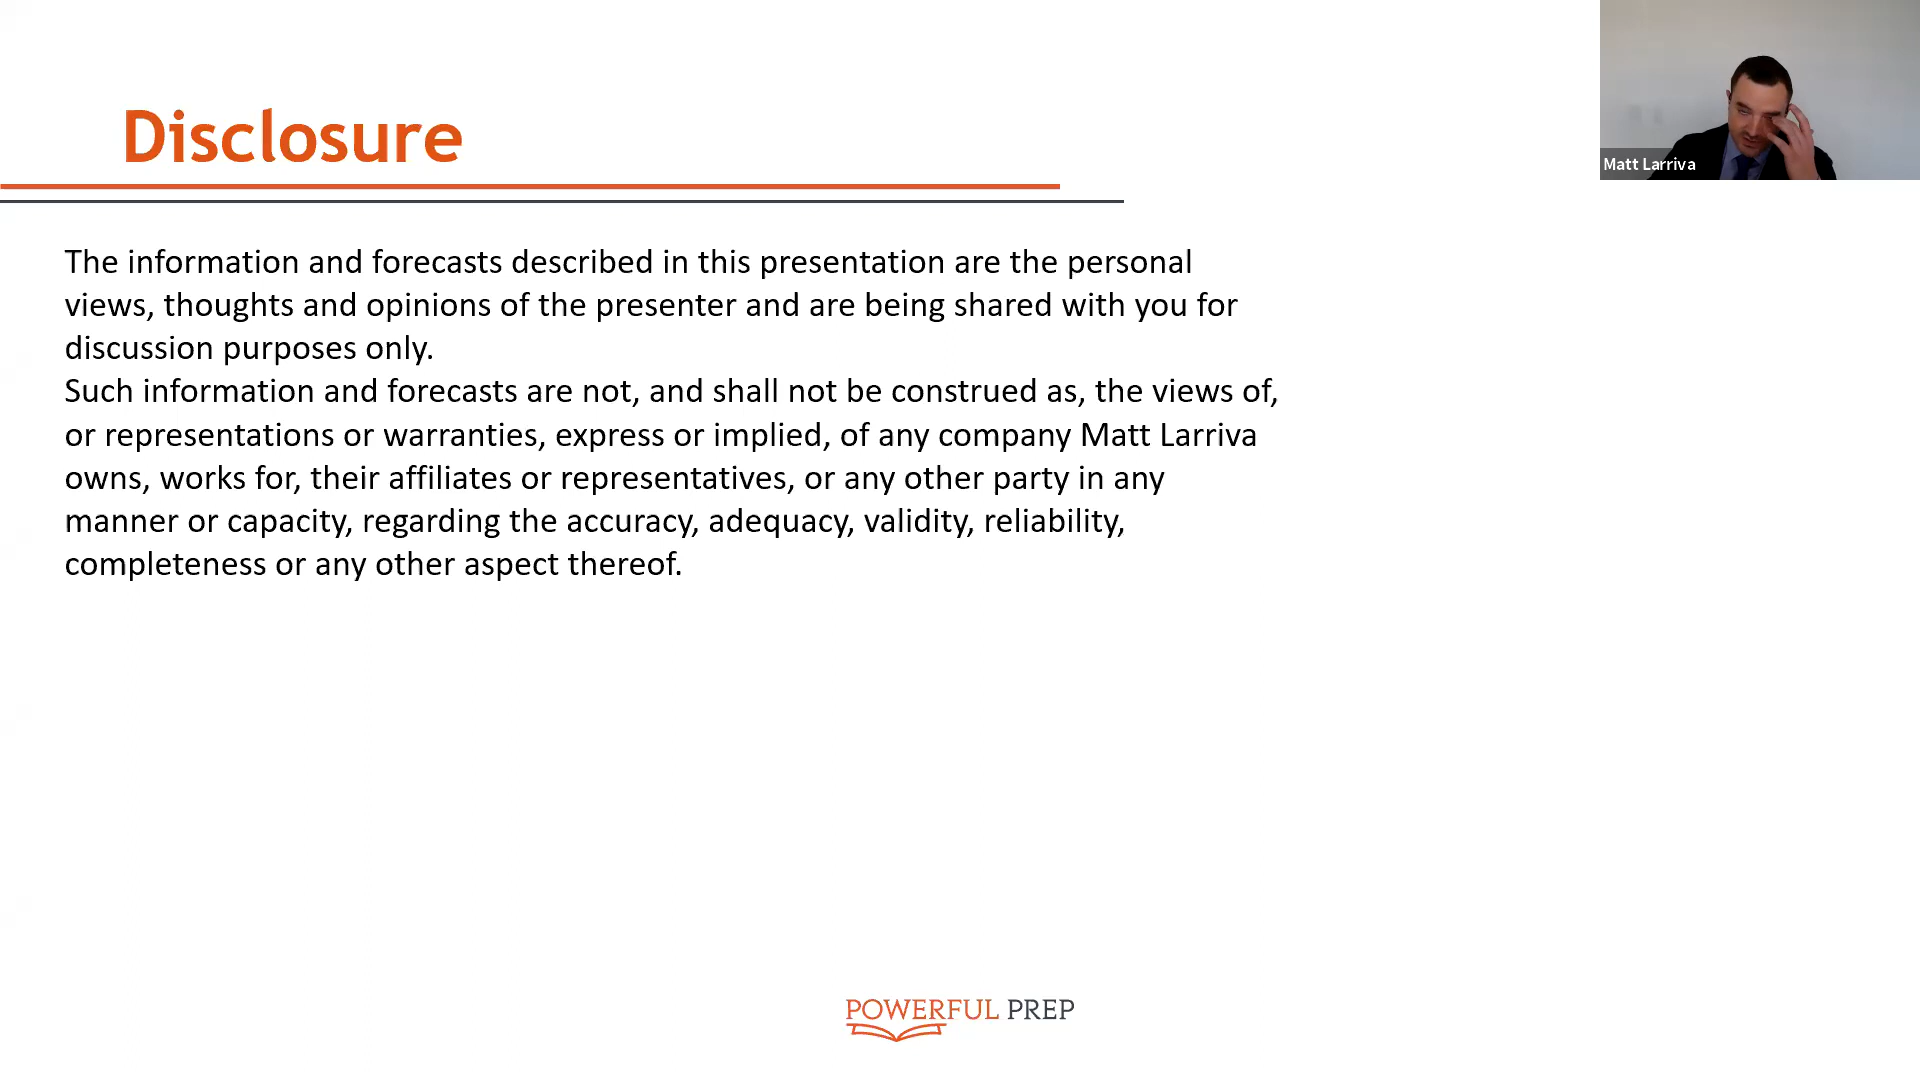 Disclosure
Matt Larriva
The information and forecasts described in this presentation are the personal
views, thoughts and opinions of the presenter and are being shared with you for
discussion purposes only.
Such information and forecasts are not, and shall not be construed as, the views of,
or representations or warranties, express or implied, of any company Matt Larriva
owns, works for, their affiliates or representatives, or any other party in any
manner or capacity, regarding the accuracy, adequacy, validity, reliability,
completeness or any other aspect thereof.
POWERFUL PREP